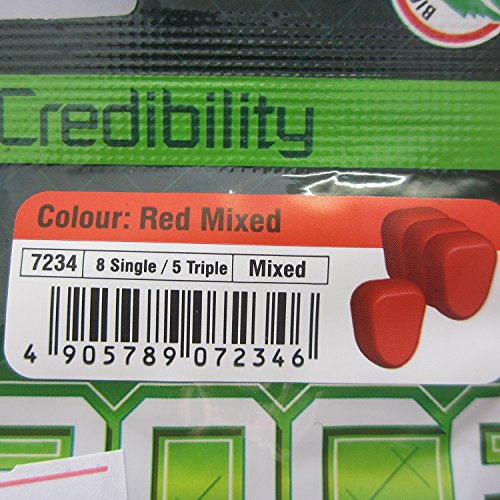 Credibility
Colour: Red Mixed
7234 8 Single / 5 Triple Mixed
4 905789 072346